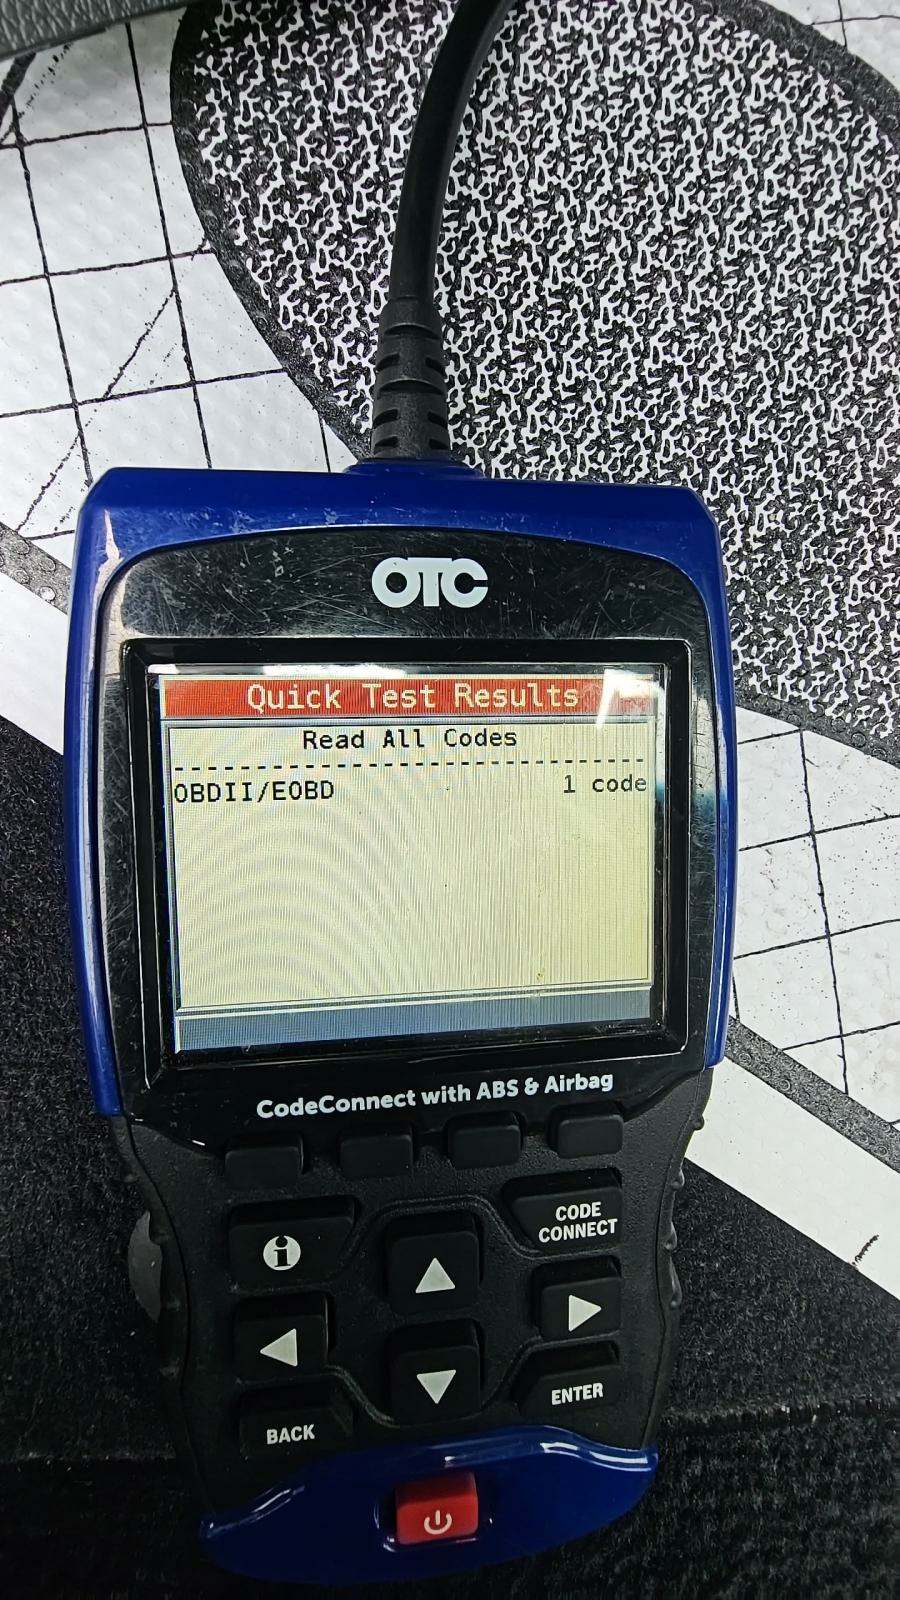 OTC
Quick Test Results
Read All Codes
OBDII/EOBD 1 code
CodeConnect with ABS & Airbag
CODE
CONNECT
i
ENTER
BACK